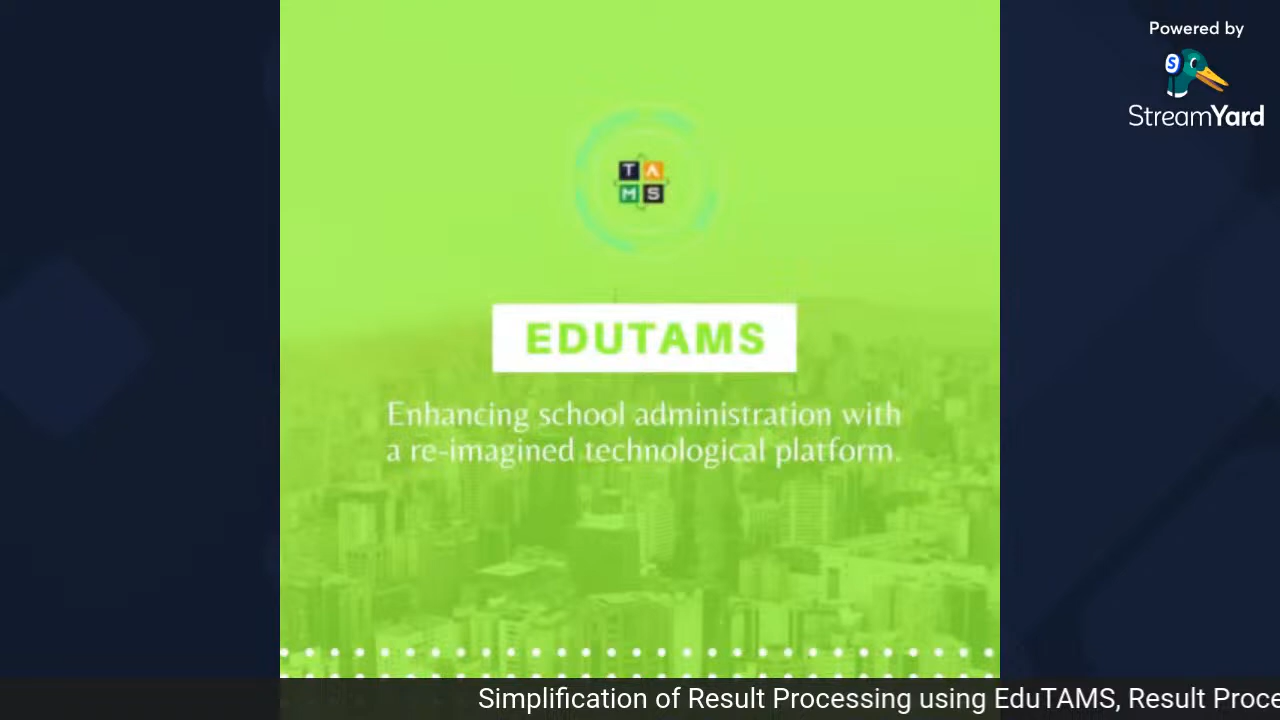 Powered by
StreamYard
T A
M S
EDUTAMS
Enhancing school administration with
a re-imagined technological platform.
Simplification of Result Processing using EduTAMS, Result Proce